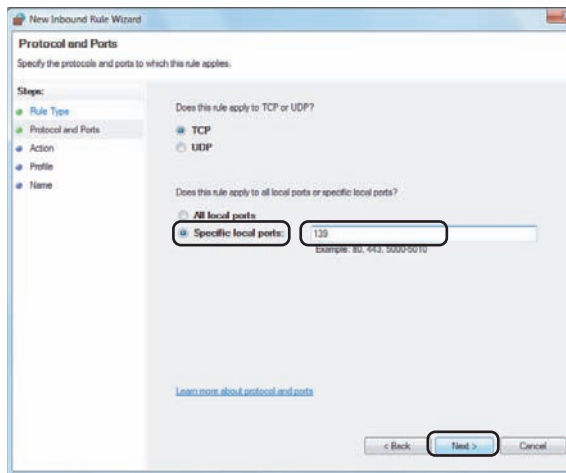 New Inbound Rule Wizard
Protocol and Ports
Specify the protocols and ports to which this rule applies.
Steps:
Rule Type
Protocol and Ports
Action
Profile
Name
Does this rule apply to TCP or UDP?
TCP
UDP
Does this rule apply to all local ports or specific local ports?
All local ports
Specific local ports: 139
Example: 80, 443, 5000-5010
Learn more about protocol and ports
< Back Next > Cancel